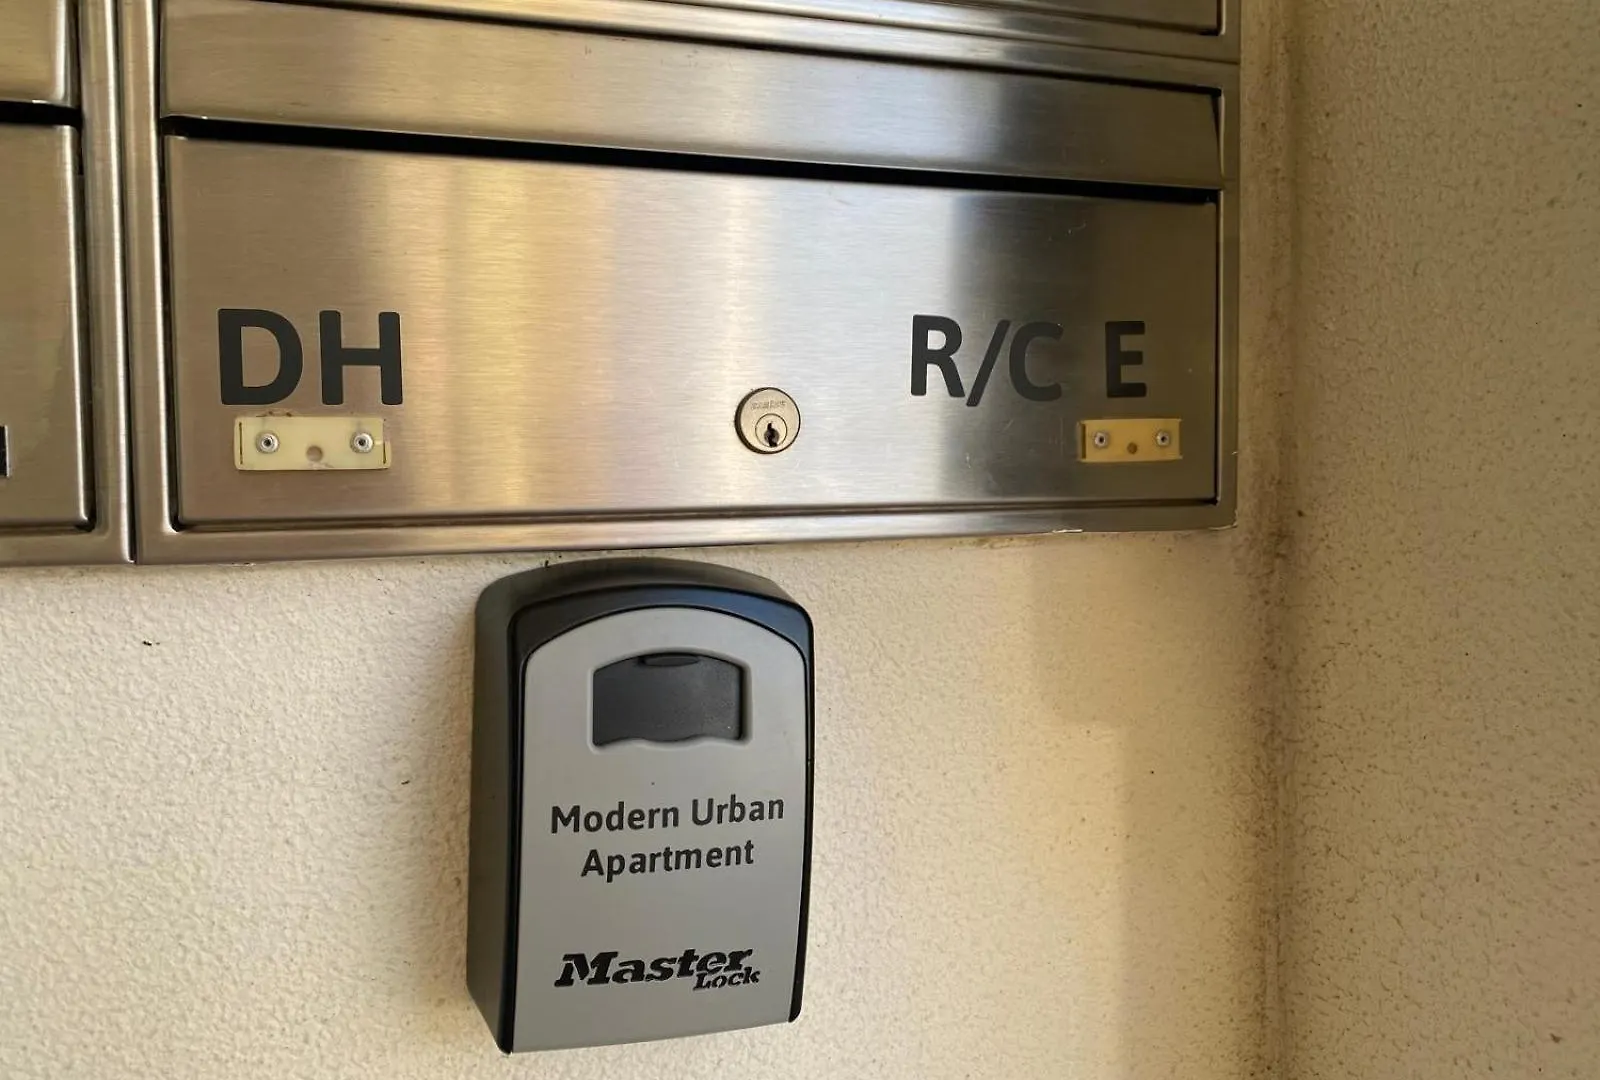 DH
R/C E
Modern Urban
Apartment
Master
Lock